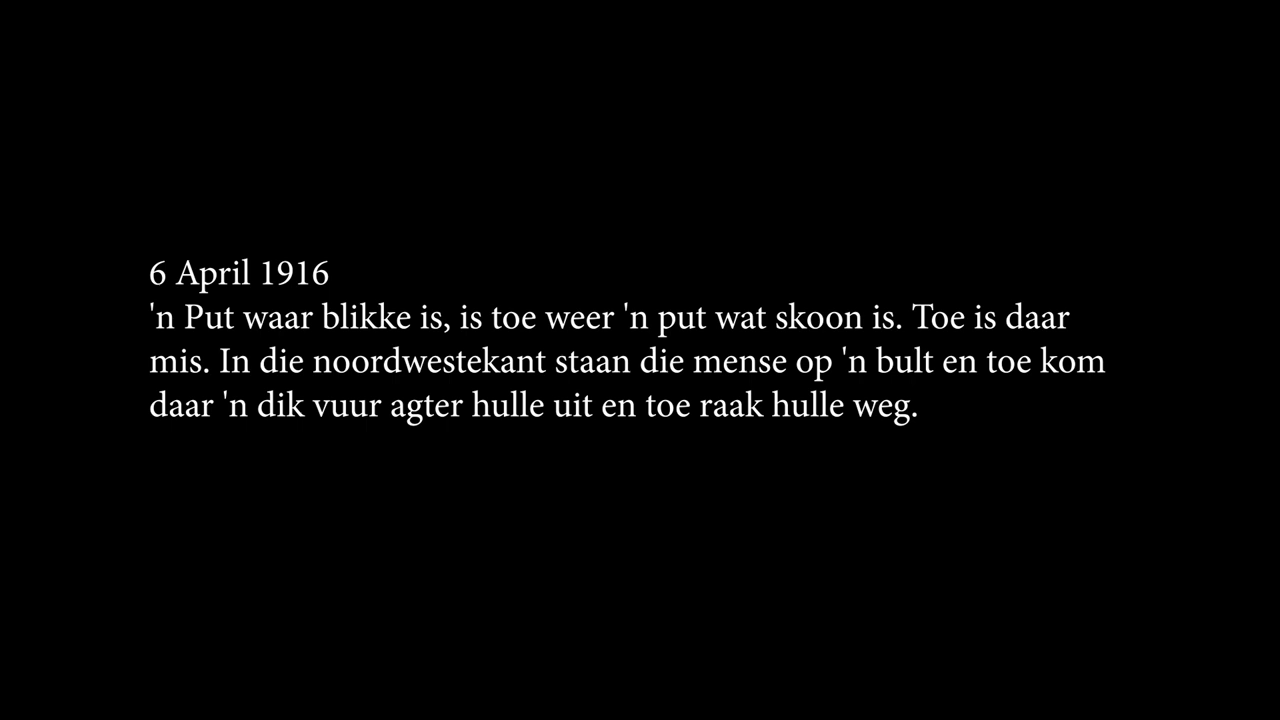 6 April 1916
'n Put waar blikke is, is toe weer 'n put wat skoon is. Toe is daar
mis. In die noordwestekant staan die mense op 'n bult en toe kom
daar 'n dik vuur agter hulle uit en toe raak hulle weg.